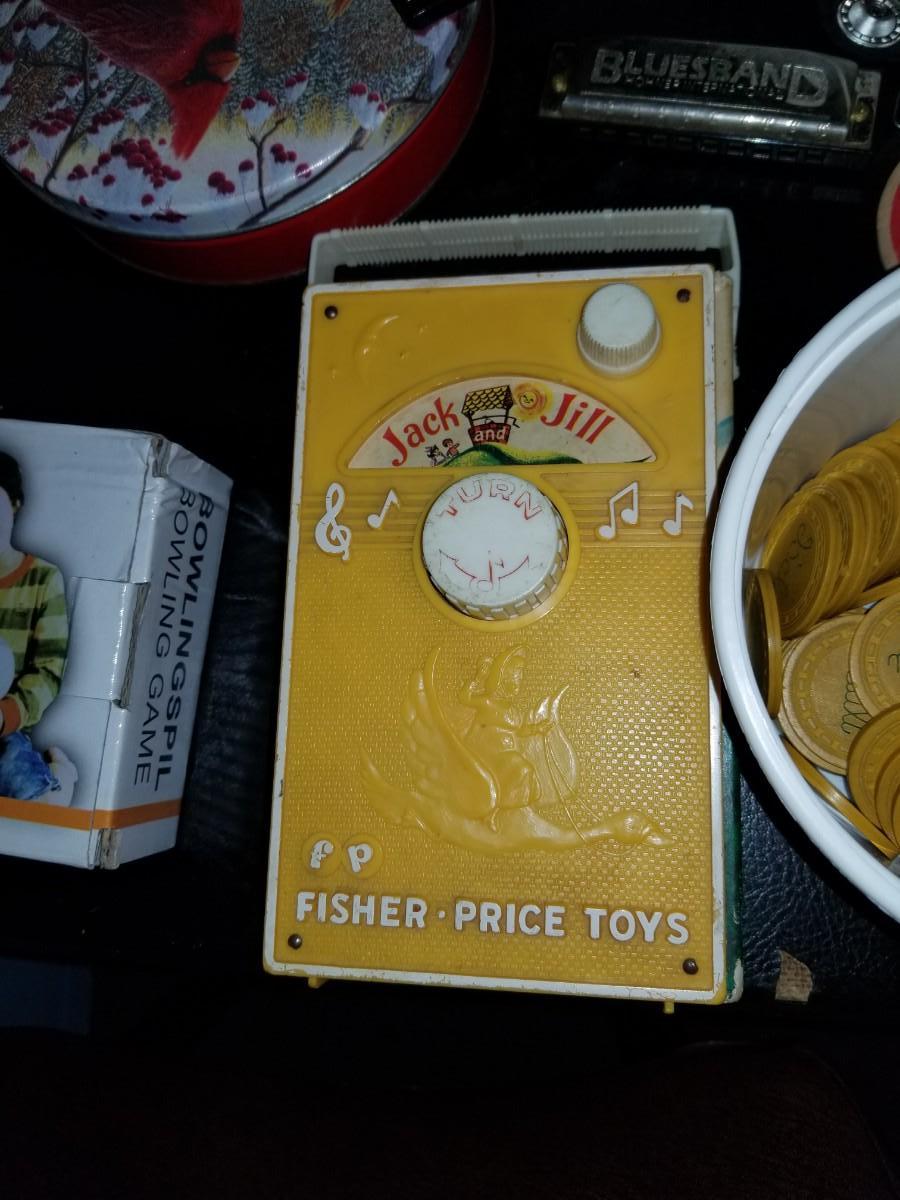 BLUESBAND
Jack and Jill
TURN
BOWLINGSPIL
BOWLING GAME
fp
FISHER·PRICE TOYS